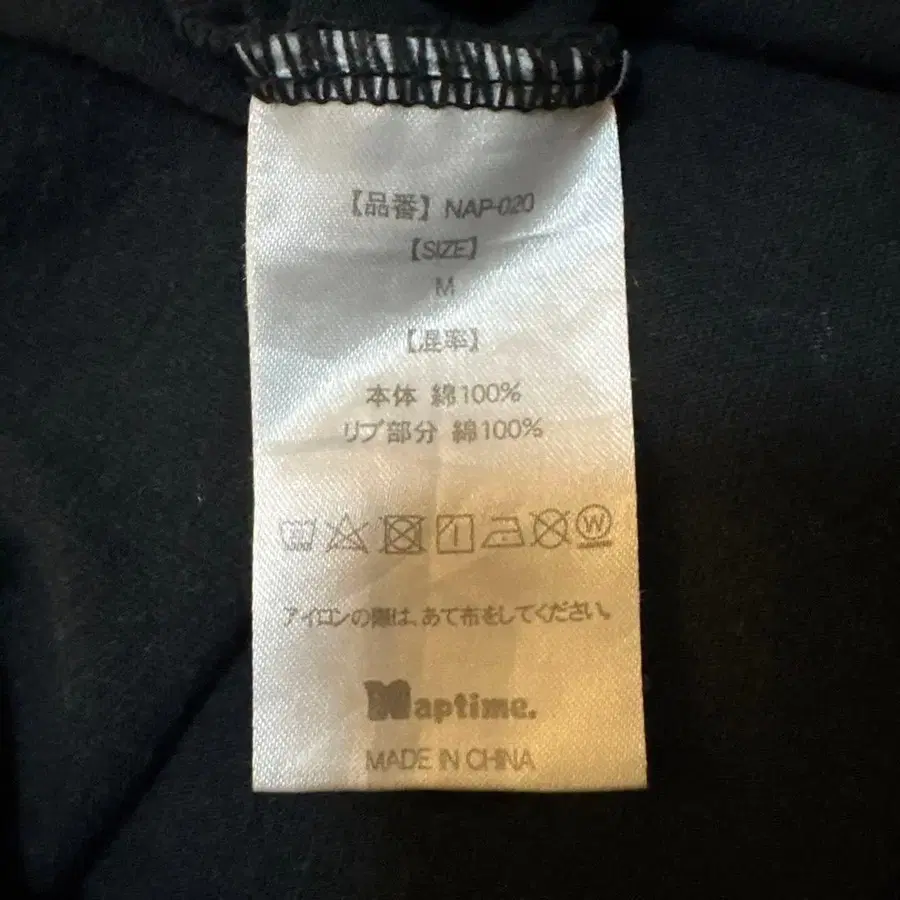 【品番】 NAP-020
【SIZE】
M
【混率】
本体 綿100%
リブ部分 綿100%
W
アイロンの際は、あて布をしてください。
Naptime.
MADE IN CHINA